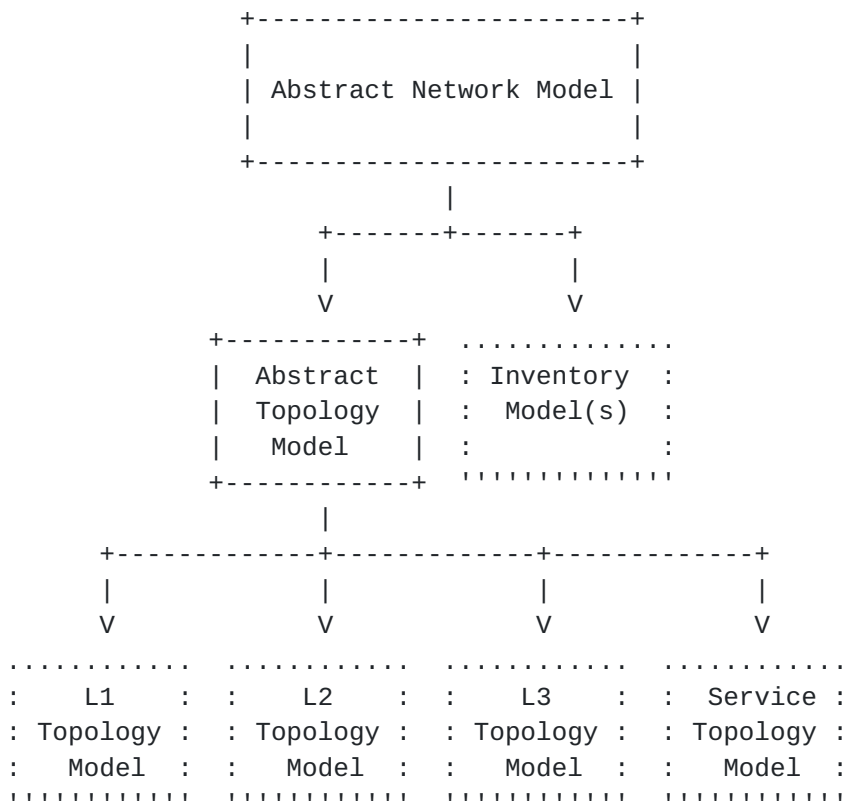 Abstract Network Model
Abstract Inventory
Topology Model(s)
Model
L1 L2 L3 Service
Topology Topology Topology Topology
Model Model Model Model